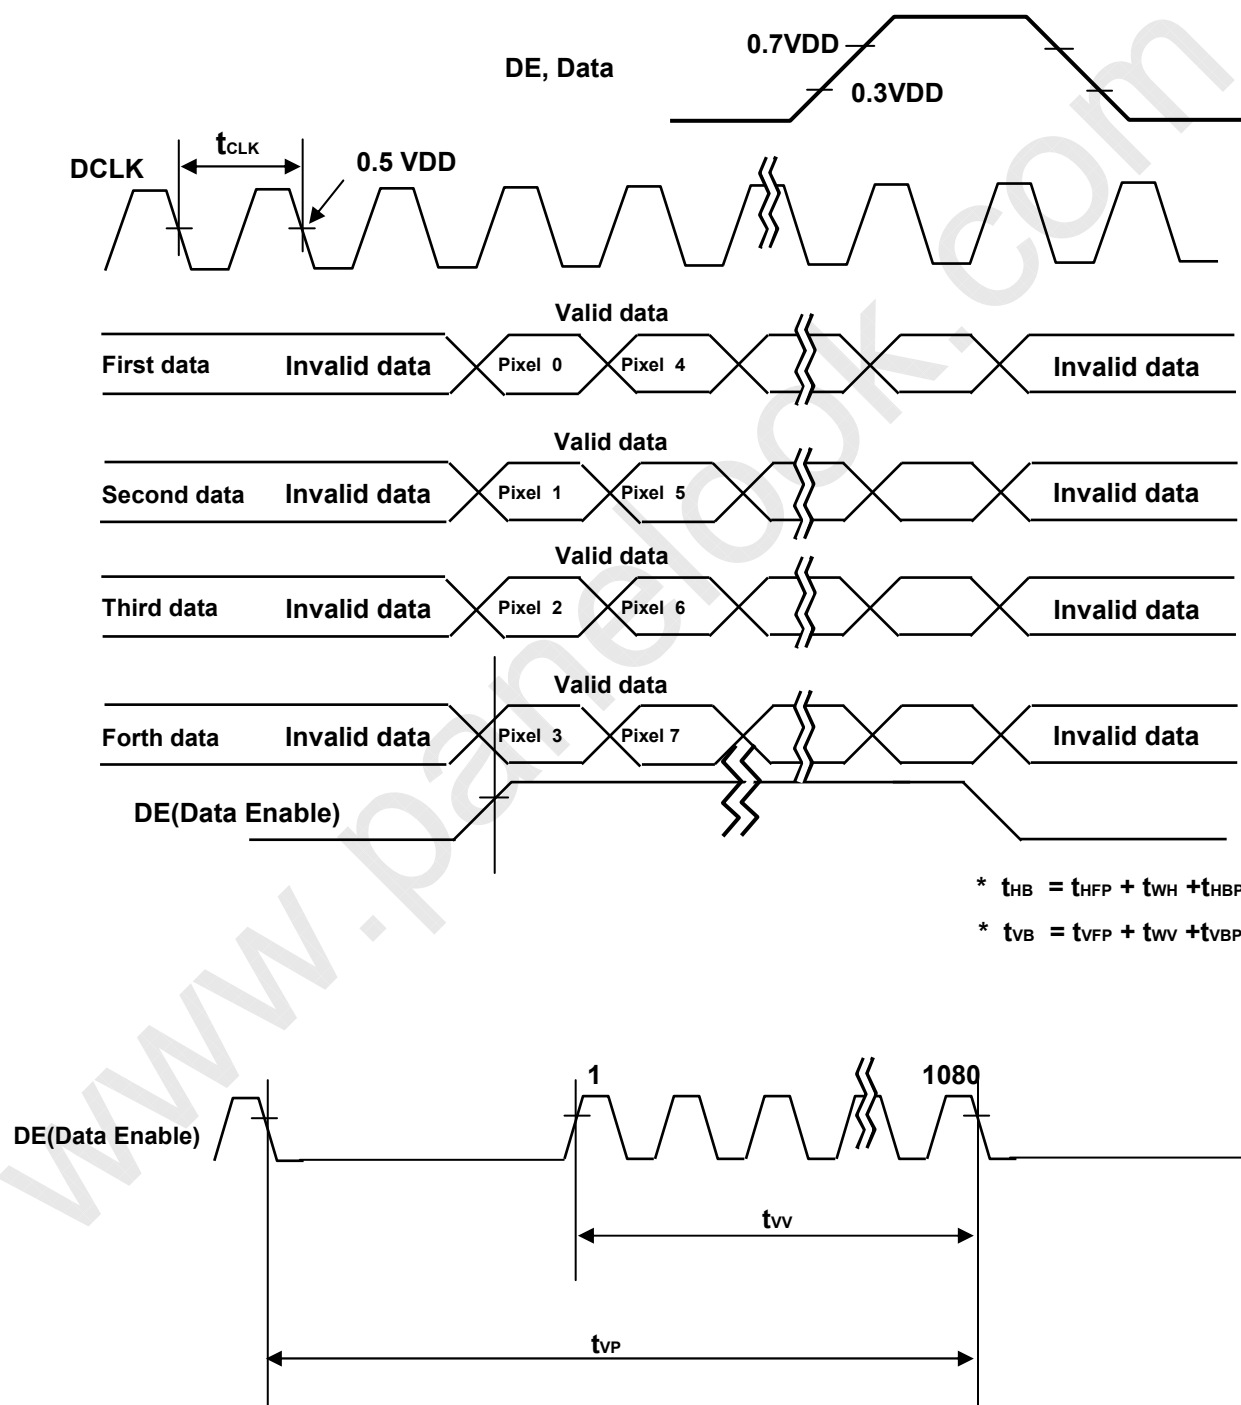 0.7VDD
DE, Data
0.3VDD
tCLK
DCLK
0.5 VDD
Valid data
First data Invalid data Pixel 0 Pixel 4 Invalid data
Valid data
Second data Invalid data Pixel 1 Pixel 5 Invalid data
Valid data
Third data Invalid data Pixel 2 Pixel 6 Invalid data
Valid data
Forth data Invalid data Pixel 3 Pixel 7 Invalid data
DE(Data Enable)
* tHB = tHFP + tWH +tHBP
* tVB = tVFP + tWV +tVBP
1 1080
DE(Data Enable)
tVV
tVP
www.panelook.com